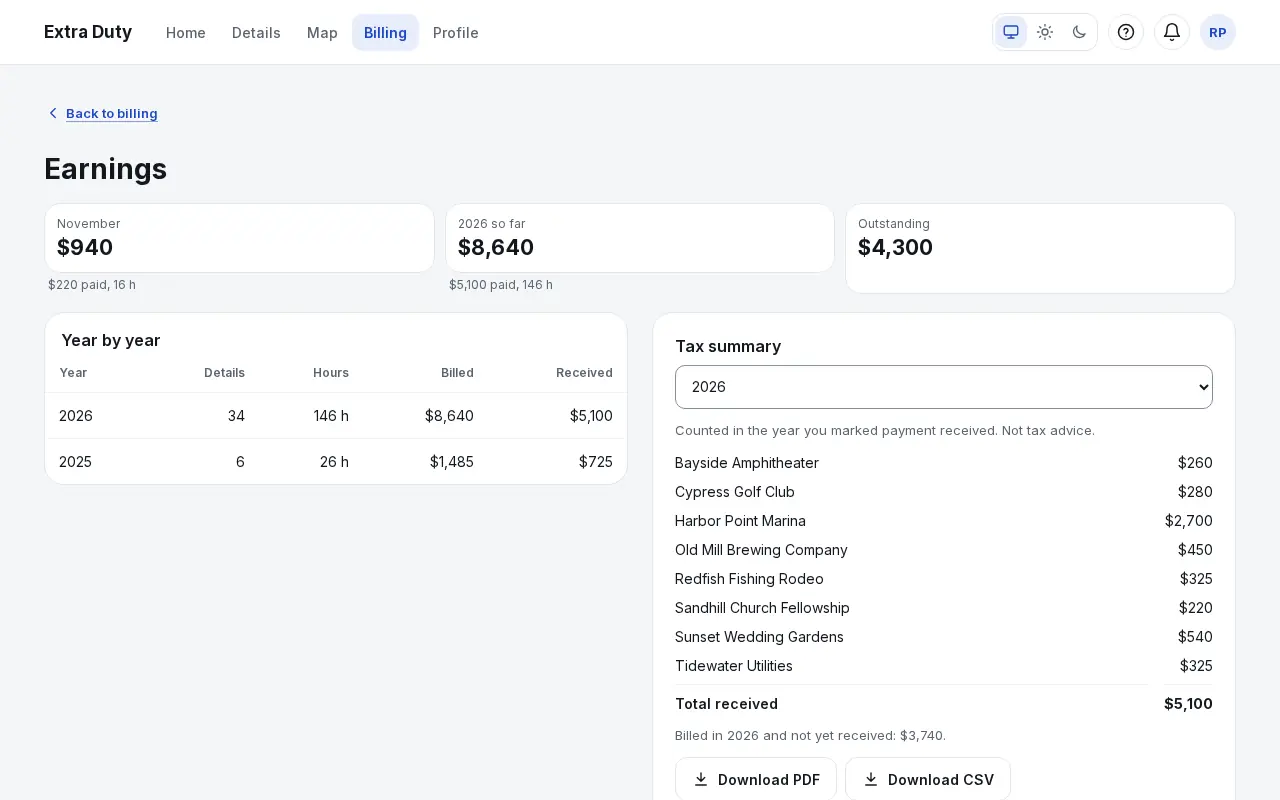 Extra Duty Home Details Map Billing Profile RP
Back to billing
Earnings
November
$940
$220 paid, 16 h
2026 so far
$8,640
$5,100 paid, 146 h
Outstanding
$4,300
Year by year
Year Details Hours Billed Received
2026 34 146 h $8,640 $5,100
2025 6 26 h $1,485 $725
Tax summary
2026
Counted in the year you marked payment received. Not tax advice.
Bayside Amphitheater $260
Cypress Golf Club $280
Harbor Point Marina $2,700
Old Mill Brewing Company $450
Redfish Fishing Rodeo $325
Sandhill Church Fellowship $220
Sunset Wedding Gardens $540
Tidewater Utilities $325
Total received $5,100
Billed in 2026 and not yet received: $3,740.
Download PDF Download CSV